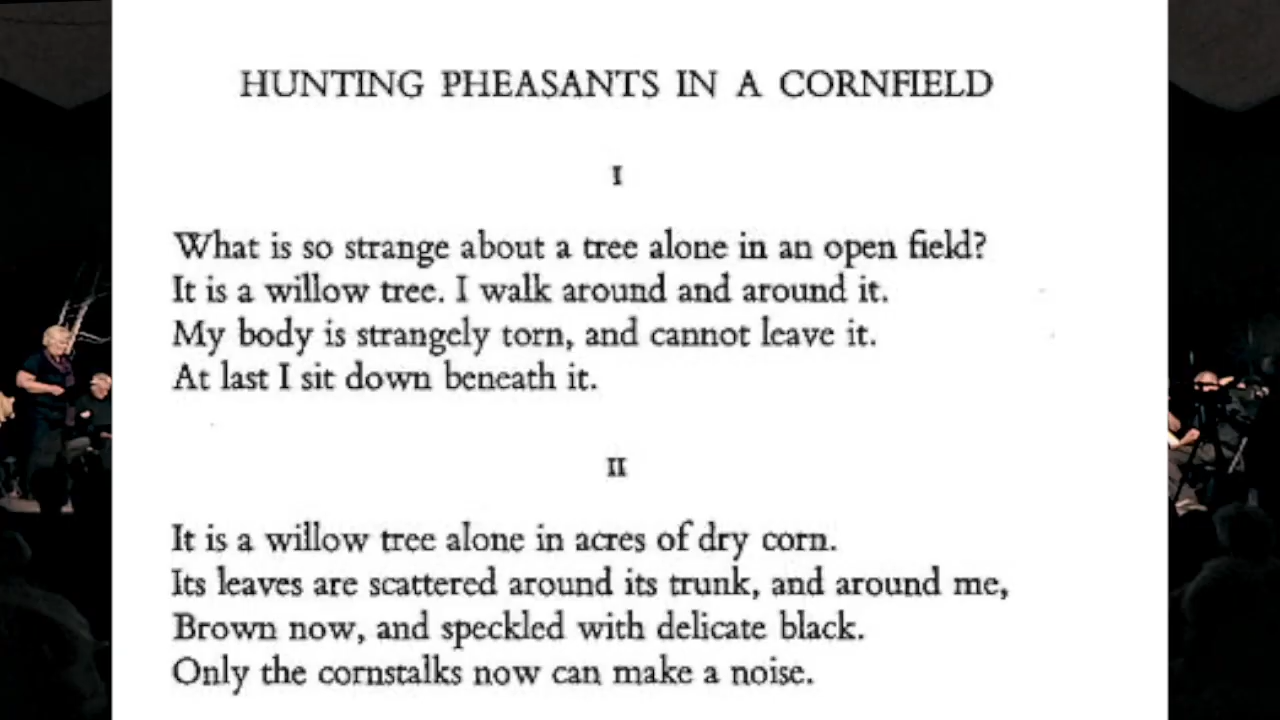 HUNTING PHEASANTS IN A CORNFIELD
I
What is so strange about a tree alone in an open field?
It is a willow tree. I walk around and around it.
My body is strangely torn, and cannot leave it.
At last I sit down beneath it.
II
It is a willow tree alone in acres of dry corn.
Its leaves are scattered around its trunk, and around me,
Brown now, and speckled with delicate black.
Only the cornstalks now can make a noise.